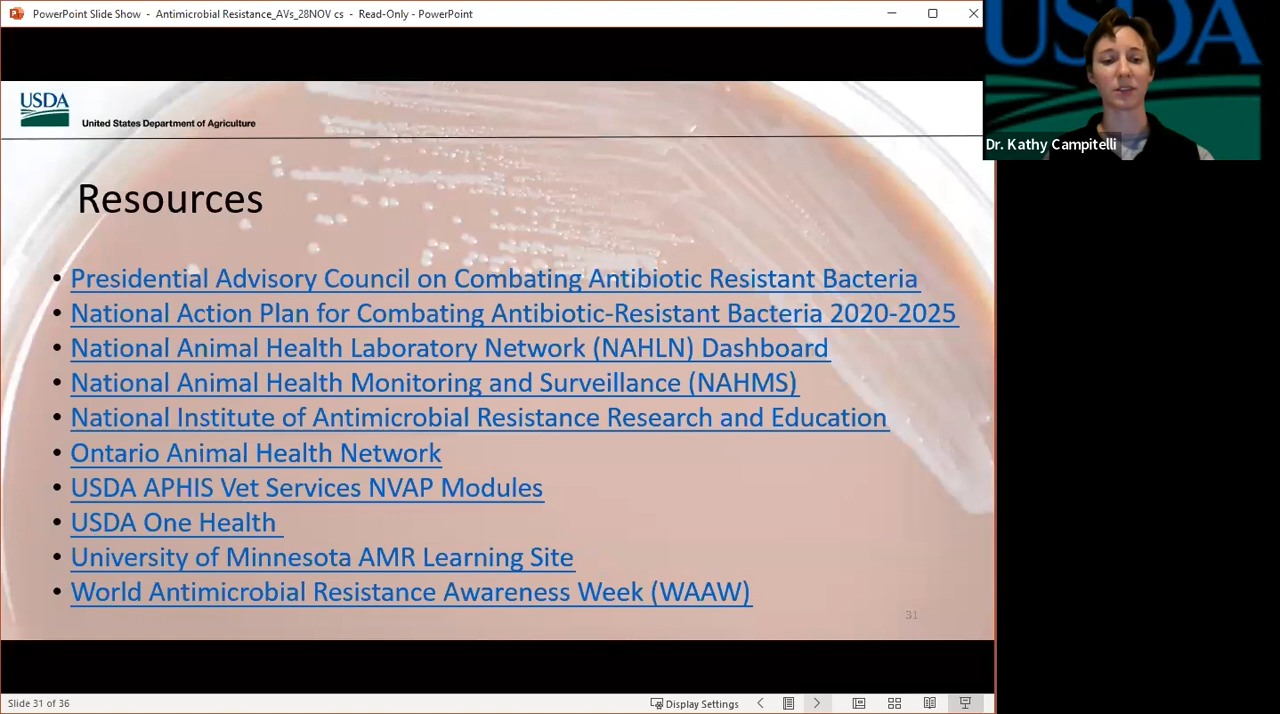 PowerPoint Slide Show - Antimicrobial Resistance_AVs_28NOV cs - Read-Only - PowerPoint
USDA
Dr. Kathy Campitelli
USDA
United States Department of Agriculture
Resources
• Presidential Advisory Council on Combating Antibiotic Resistant Bacteria
• National Action Plan for Combating Antibiotic-Resistant Bacteria 2020-2025
• National Animal Health Laboratory Network (NAHLN) Dashboard
• National Animal Health Monitoring and Surveillance (NAHMS)
• National Institute of Antimicrobial Resistance Research and Education
• Ontario Animal Health Network
• USDA APHIS Vet Services NVAP Modules
• USDA One Health
• University of Minnesota AMR Learning Site
• World Antimicrobial Resistance Awareness Week (WAAW)
31
Slide 31 of 36
Display Settings